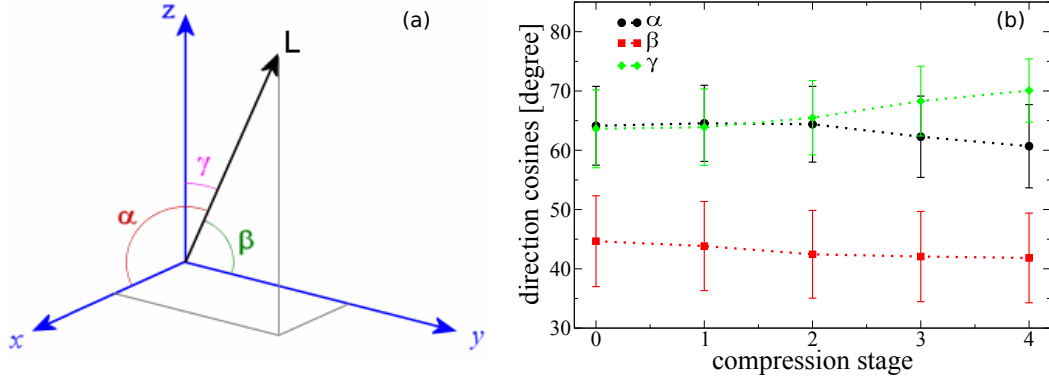 (a)
z
L
γ
α
β
x
y
(b)
α
β
γ
direction cosines [degree]
80
70
60
50
40
30
0 1 2 3 4
compression stage